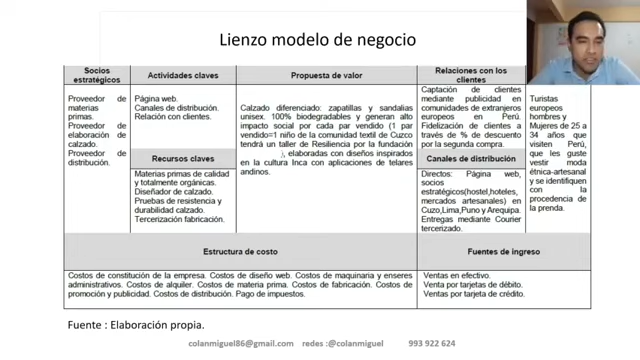 Lienzo modelo de negocio
Socios
estratégicos
Proveedor de
materias
primas.
Proveedor de
elaboración de
calzado.
Proveedor de
distribución.
Actividades claves
Página web.
Canales de distribución.
Relación con clientes.
Recursos claves
Materias primas de calidad
y totalmente orgánicas.
Diseñador de calzado.
Pruebas de resistencia y
durabilidad calzado.
Tercerización fabricación.
Propuesta de valor
Calzado diferenciado: zapatillas y sandalias
unisex. 100% biodegradables y generan alto
impacto social por cada par vendido (1 par
vendido=1 niño de la comunidad textil de Cuzco
tendrá un taller de Resiliencia por la fundación
), elaboradas con diseños inspirados
en la cultura Inca con aplicaciones de telares
andinos.
Relaciones con los
clientes
Captación de clientes
mediante publicidad en
comunidades de extranjeros
europeos en Perú.
Fidelización de clientes a
través de % de descuento
por la segunda compra.
Canales de distribución
Directos: Página web,
socios
estratégicos(hostel,hoteles,
mercados artesanales) en
Cuzo,Lima,Puno y Arequipa.
Entregas mediante Courier
tercerizado.
Turistas
europeos
hombres y
Mujeres de 25 a
34 años que
visiten Perú,
que les guste
vestir moda
étnica-artesanal
y se identifiquen
con la
procedencia de
la prenda.
Estructura de costo
Costos de constitución de la empresa. Costos de diseño web. Costos de maquinaria y enseres
administrativos. Costos de alquiler. Costos de materia prima. Costos de fabricación. Costos de
promoción y publicidad. Costos de distribución. Pago de impuestos.
Fuentes de ingreso
Ventas en efectivo.
Venta por tarjetas de débito.
Ventas por tarjeta de crédito.
Fuente : Elaboración propia.
colanmiguel86@gmail.com redes :@colanmiguel 993 922 624